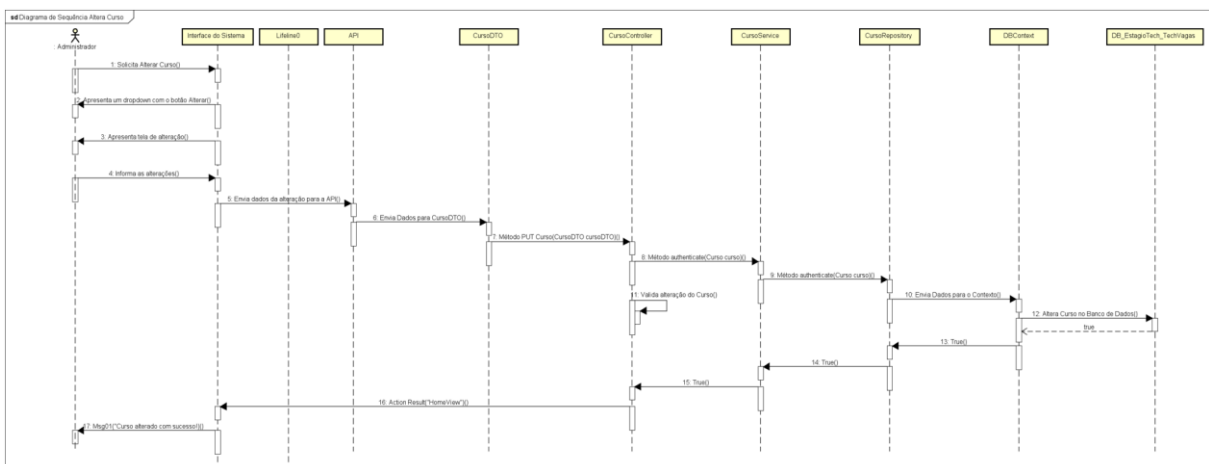 sd Diagrama de Sequência Altera Curso
: Administrador
Interface do Sistema
Lifeline0
API
CursoDTO
CursoController
CursoService
CursoRepository
DBContext
DB_EstagioTech_TechVagas
1: Solicita Alterar Curso()
2: Apresenta um dropdown com o botão Alterar()
3: Apresenta tela de alteração()
4: Informa as alterações()
5: Envia dados da alteração para a API()
6: Envia Dados para CursoDTO()
7: Método PUT Curso(CursoDTO cursoDTO))()
8: Método authenticate(Curso curso)()
9: Método authenticate(Curso curso)()
11: Valida alteração do Curso()
10: Envia Dados para o Contexto()
12: Altera Curso no Banco de Dados()
true
13: True()
14: True()
15: True()
16: Action Result("HomeView")()
17: Msg01("Curso alterado com sucesso!)()